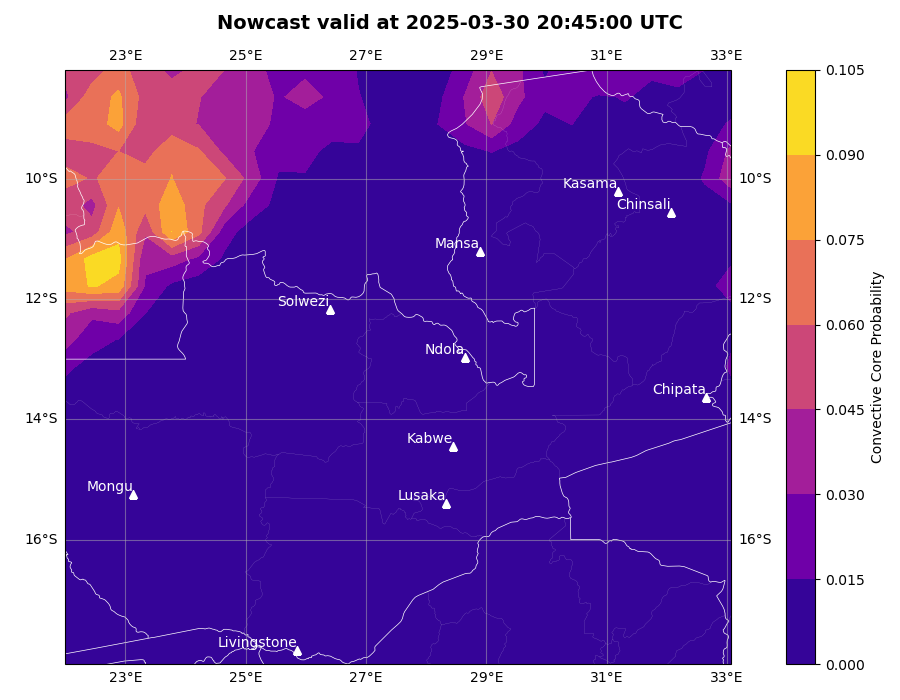 Nowcast valid at 2025-03-30 20:45:00 UTC
23°E 25°E 27°E 29°E 31°E 33°E
0.105
0.090
10°S 10°S
Kasama
Chinsali
0.075
Mansa
12°S 12°S
Solwezi
0.060
Ndola
Chipata
0.045
14°S 14°S
Kabwe
Mongu
Lusaka
0.030
16°S 16°S
0.015
Livingstone
0.000
23°E 25°E 27°E 29°E 31°E 33°E
Convective Core Probability